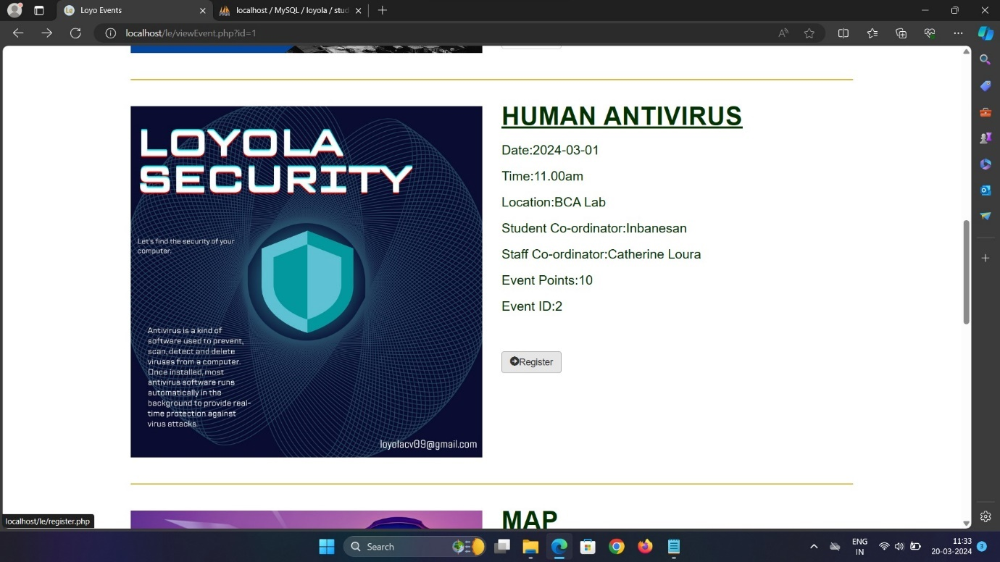 Loyo Events
localhost / MySQL / loyola / stud
localhost/le/viewEvent.php?id=1
HUMAN ANTIVIRUS
LOYOLA
SECURITY
Let's find the security of your
computer.
Antivirus is a kind of
software used to prevent,
scan, detect and delete
viruses from a computer.
Once installed, most
antivirus software runs
automatically in the
background to provide real-
time protection against
virus attacks.
loyolacv09@gmail.com
Date:2024-03-01
Time:11.00am
Location:BCA Lab
Student Co-ordinator:Inbanesan
Staff Co-ordinator:Catherine Loura
Event Points:10
Event ID:2
Register
MAP
localhost/le/register.php
Search
ENG
IN
11:33
20-03-2024
3